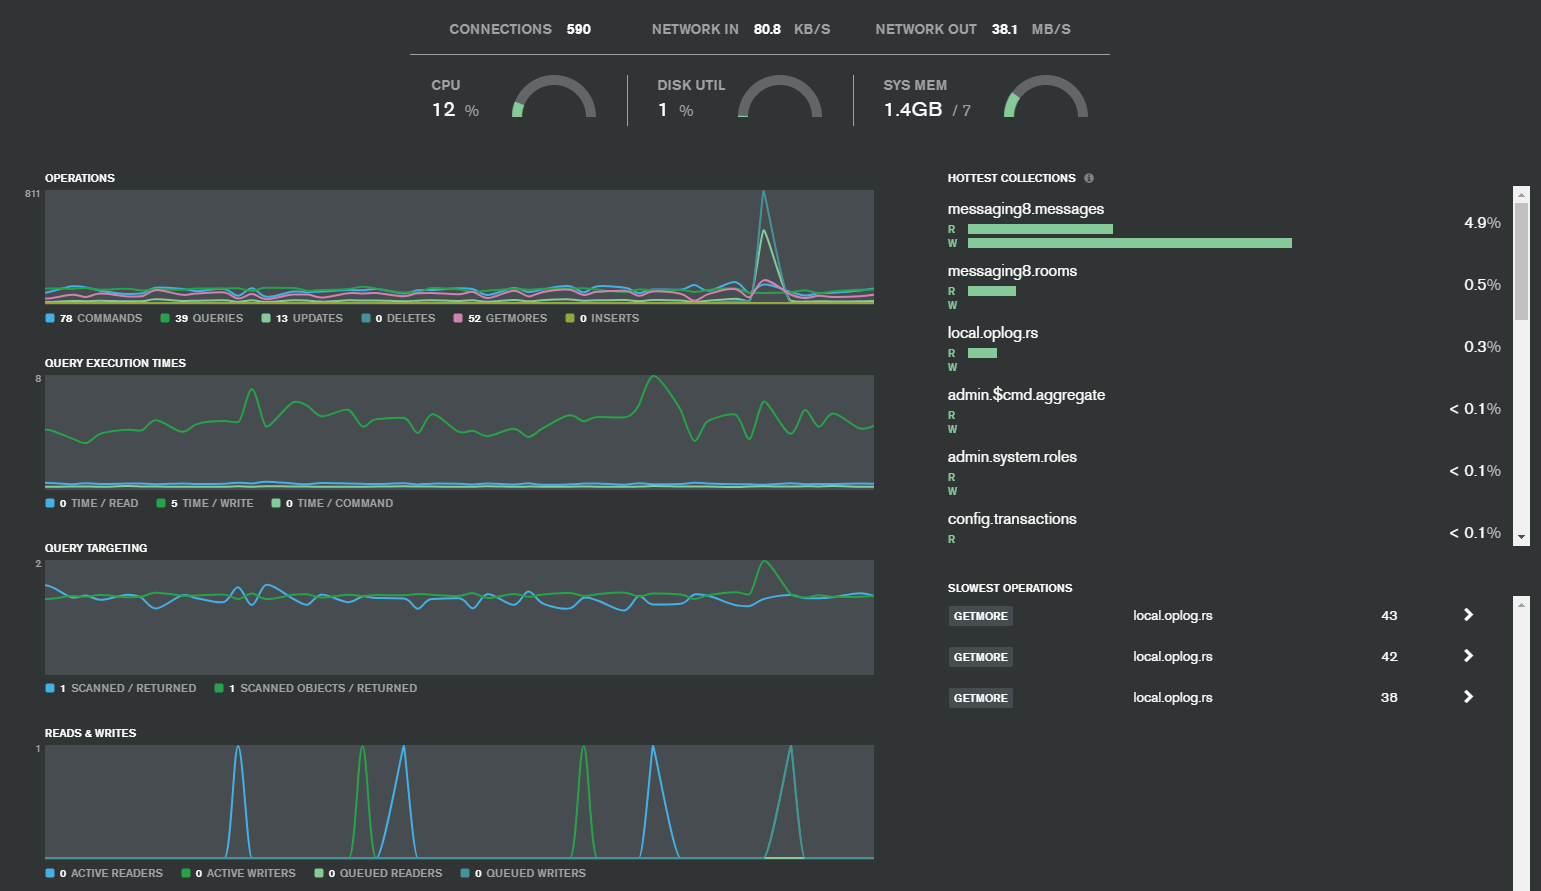 CONNECTIONS 590 NETWORK IN 80.8 KB/S NETWORK OUT 38.1 MB/S
CPU
12 %
DISK UTIL
1 %
SYS MEM
1.4GB / 7
OPERATIONS
811
78 COMMANDS 39 QUERIES 13 UPDATES 0 DELETES 52 GETMORES 0 INSERTS
QUERY EXECUTION TIMES
8
0 TIME / READ 5 TIME / WRITE 0 TIME / COMMAND
QUERY TARGETING
2
1 SCANNED / RETURNED 1 SCANNED OBJECTS / RETURNED
READS & WRITES
1
0 ACTIVE READERS 0 ACTIVE WRITERS 0 QUEUED READERS 0 QUEUED WRITERS
HOTTEST COLLECTIONS
messaging8.messages
R
W
4.9%
messaging8.rooms
R
W
0.5%
local.oplog.rs
R
W
0.3%
admin.$cmd.aggregate
R
W
< 0.1%
admin.system.roles
R
W
< 0.1%
config.transactions
R
< 0.1%
SLOWEST OPERATIONS
GETMORE local.oplog.rs 43
GETMORE local.oplog.rs 42
GETMORE local.oplog.rs 38